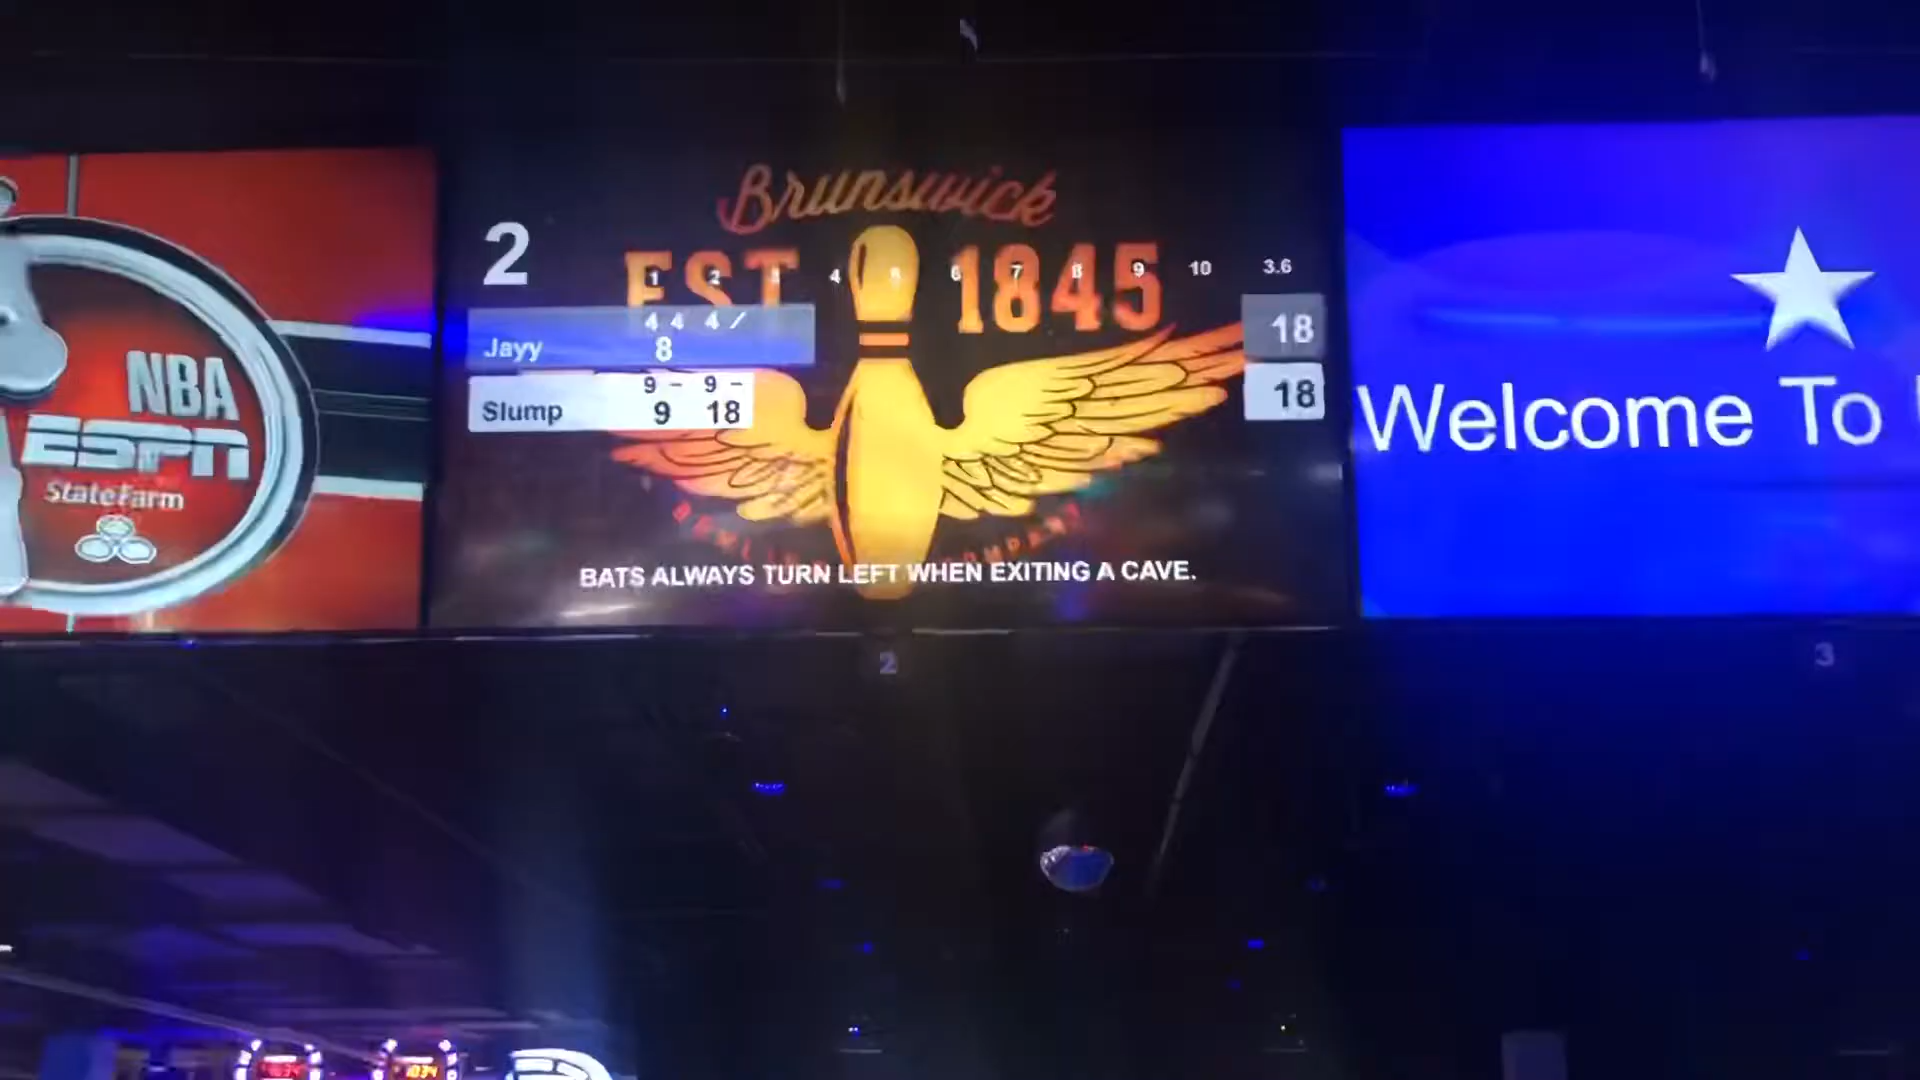 NBA
ESPN
StateFarm
Brunswick
EST 1845
2
1 2 3 4 5 6 7 8 9 10 3.6
4 4 4 /
Jayy 8 18
9 - 9 -
Slump 9 18 18
BATS ALWAYS TURN LEFT WHEN EXITING A CAVE.
Welcome To
2
3